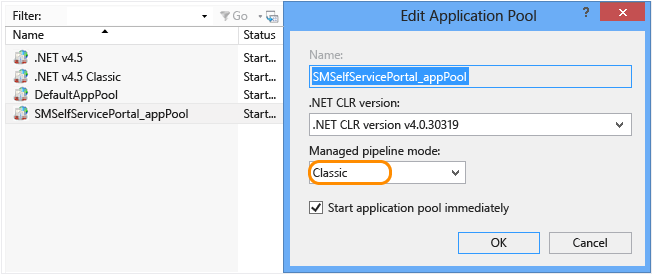 Filter:
Go
Name
Status
.NET v4.5
Start...
.NET v4.5 Classic
Start...
DefaultAppPool
Start...
SMSelfServicePortal_appPool
Start...
Edit Application Pool
?
Name:
SMSelfServicePortal_appPool
.NET CLR version:
.NET CLR version v4.0.30319
Managed pipeline mode:
Classic
Start application pool immediately
OK
Cancel